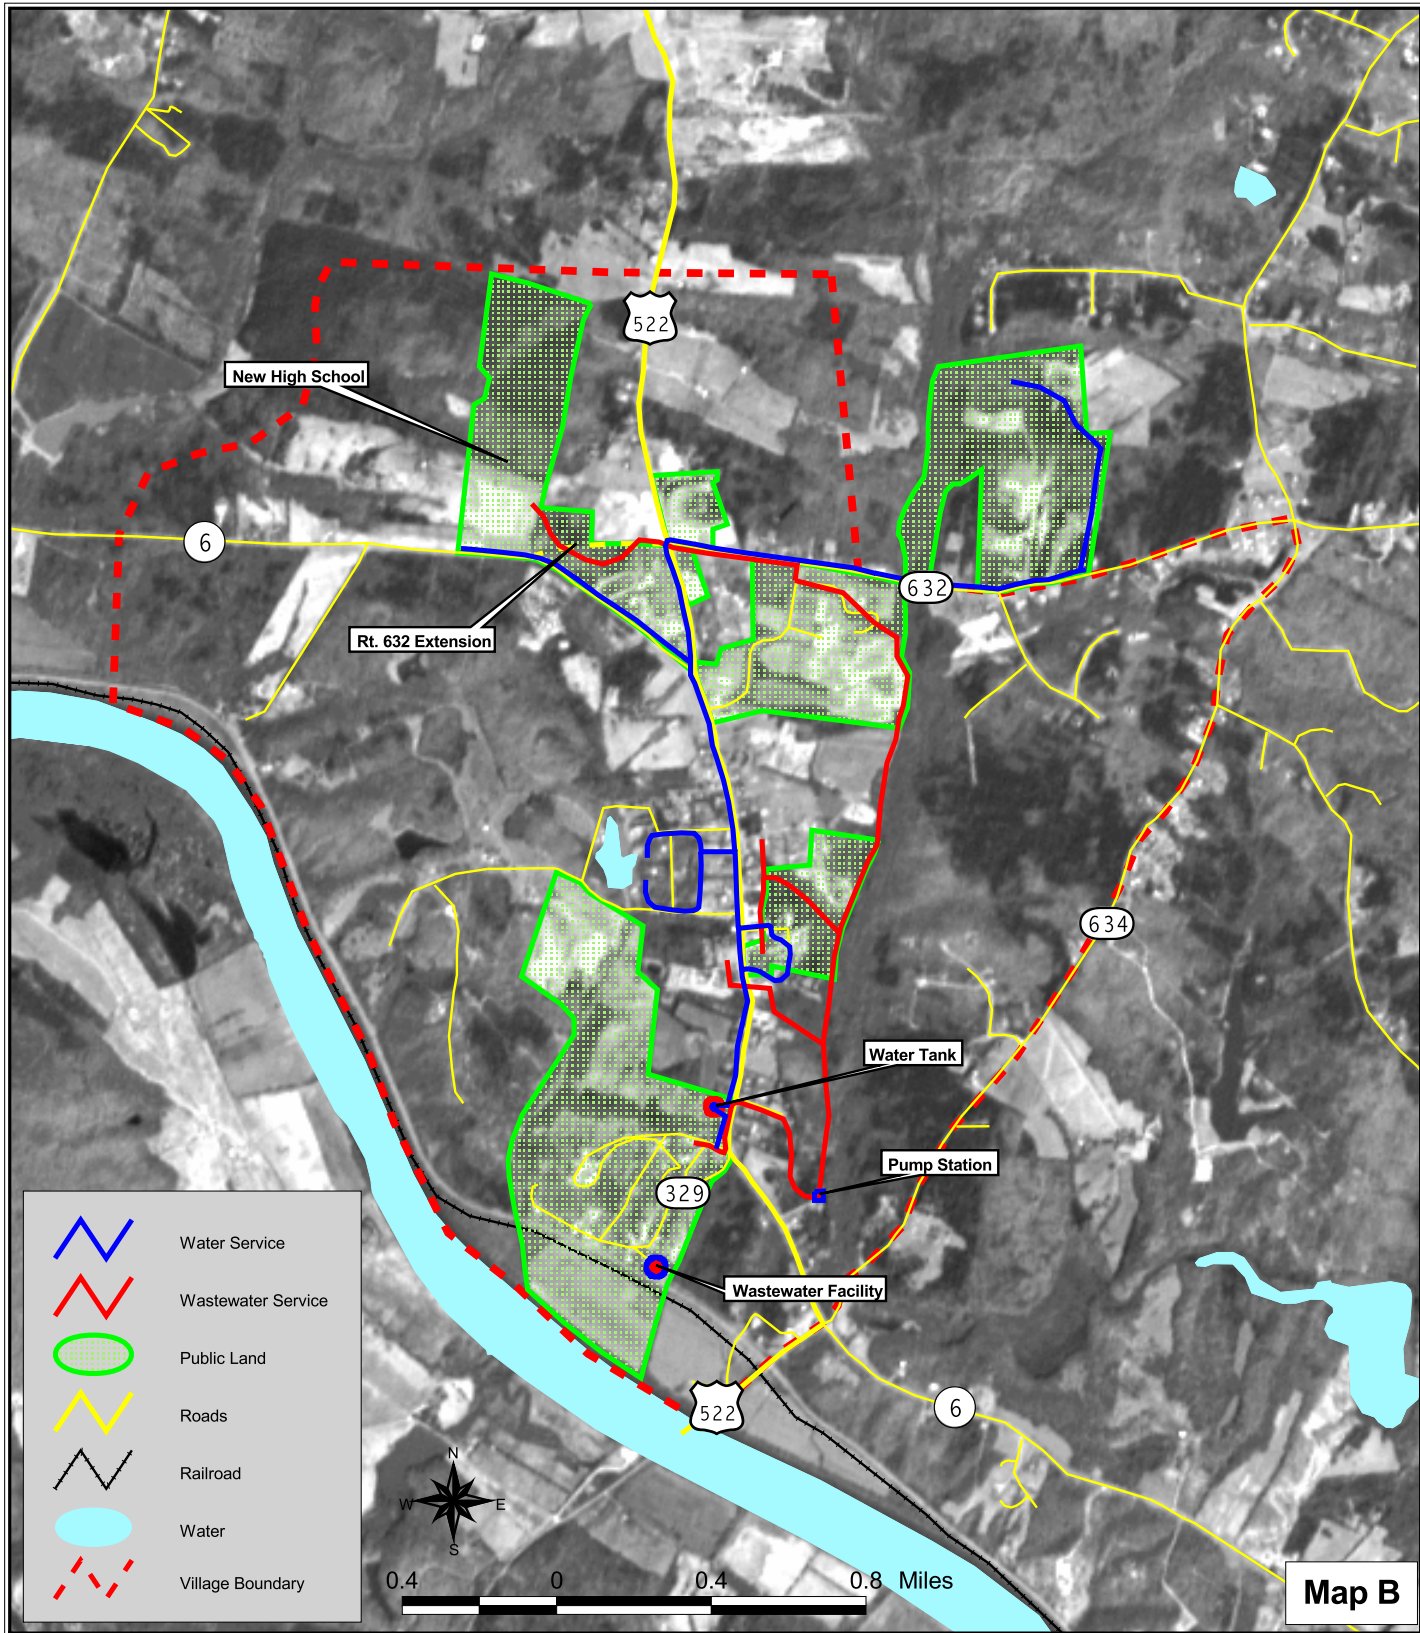 522
New High School
6
632
Rt. 632 Extension
634
Water Tank
Pump Station
329
Wastewater Facility
522
6
Water Service
Wastewater Service
Public Land
Roads
Railroad
Water
Village Boundary
N
W E
S
0.4 0 0.4 0.8 Miles
Map B